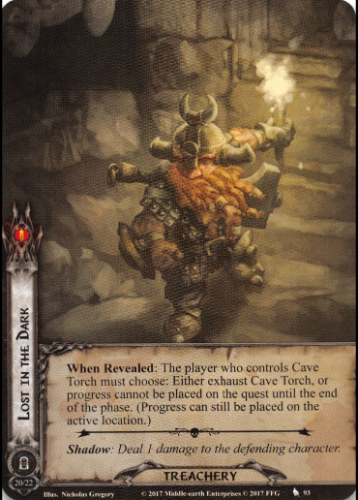 LOST IN THE DARK
When Revealed: The player who controls Cave
Torch must choose: Either exhaust Cave Torch, or
progress cannot be placed on the quest until the end
of the phase. (Progress can still be placed on the
active location.)
Shadow: Deal 1 damage to the defending character.
20/22
TREACHERY
Illus. Nicholas Gregory
© 2017 Middle-earth Enterprises © 2017 FFG
93